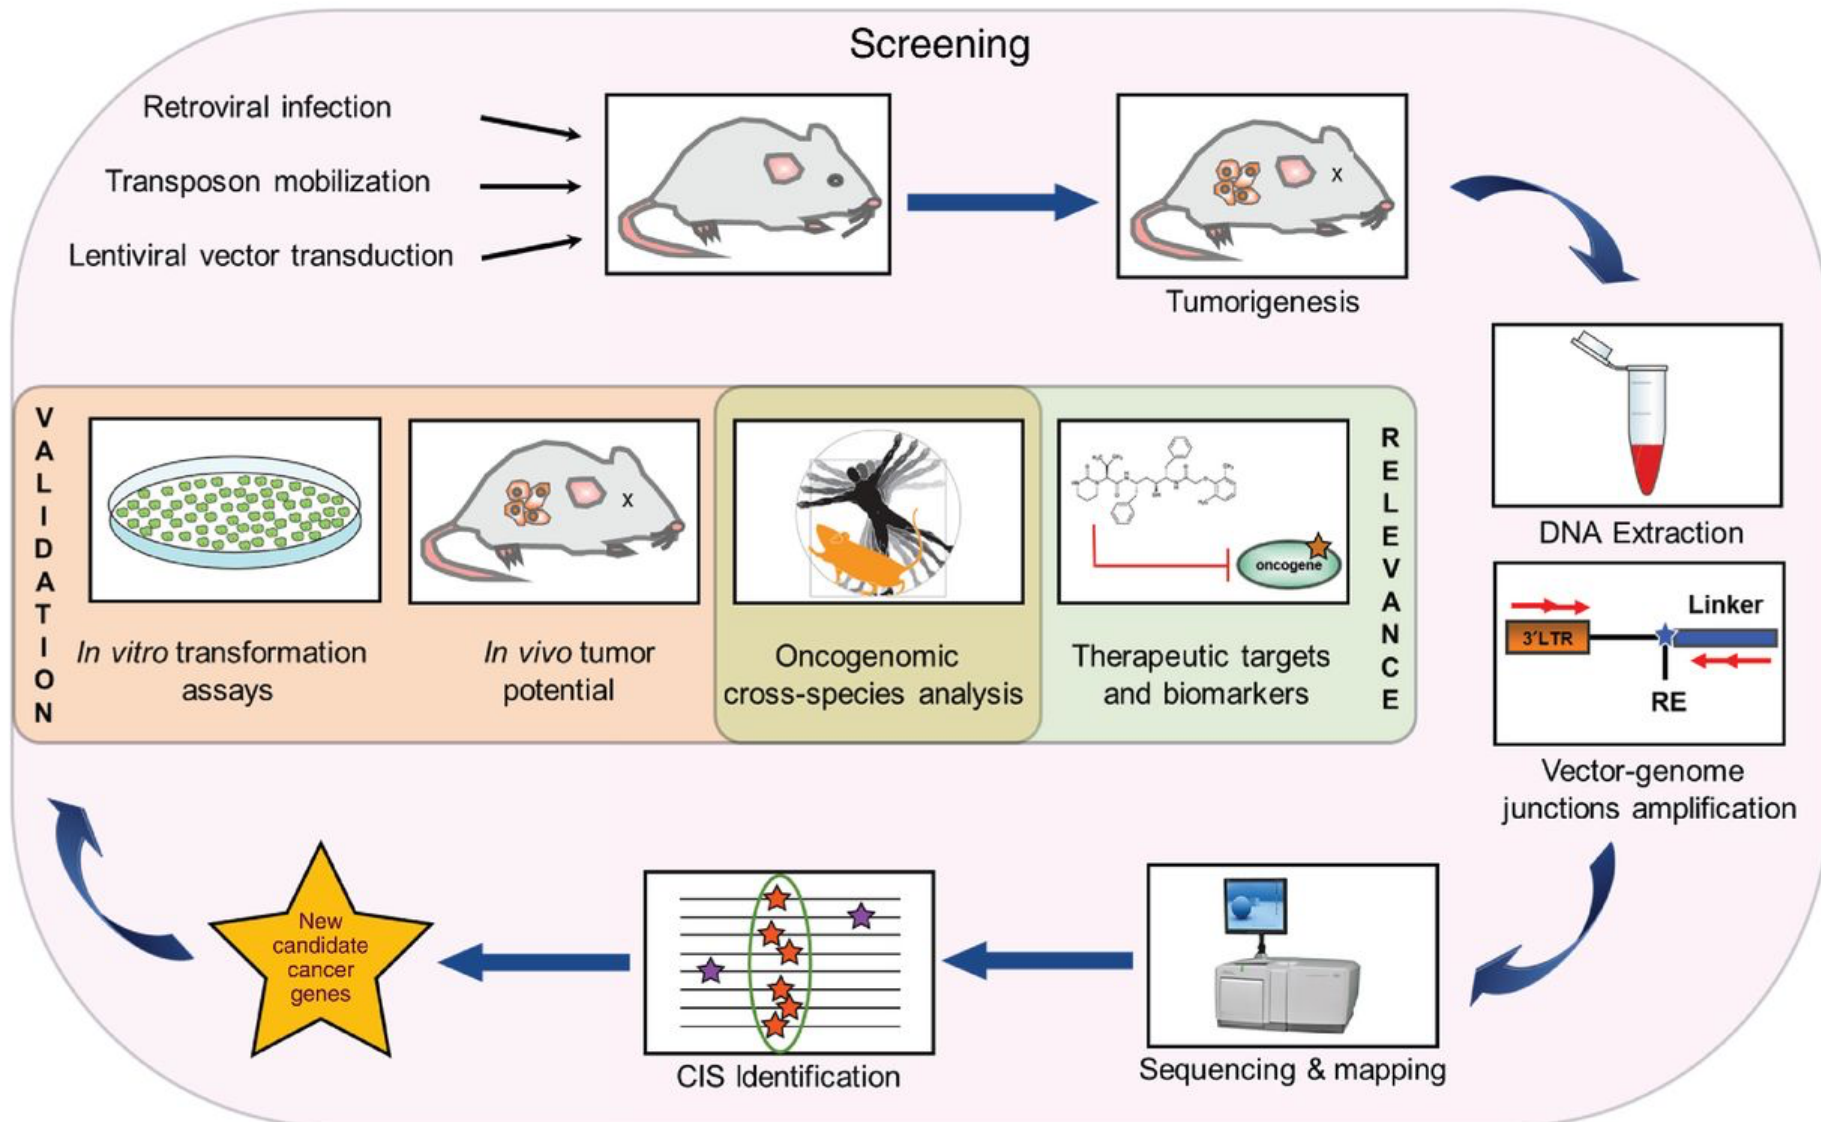 Screening
Retroviral infection
Transposon mobilization
Lentiviral vector transduction
x
Tumorigenesis
DNA Extraction
3'LTR
Linker
RE
Vector-genome
junctions amplification
Sequencing & mapping
CIS Identification
New
candidate
cancer
genes
VALIDATION
In vitro transformation
assays
x
In vivo tumor
potential
Oncogenomic
cross-species analysis
oncogene
Therapeutic targets
and biomarkers
RELEVANCE